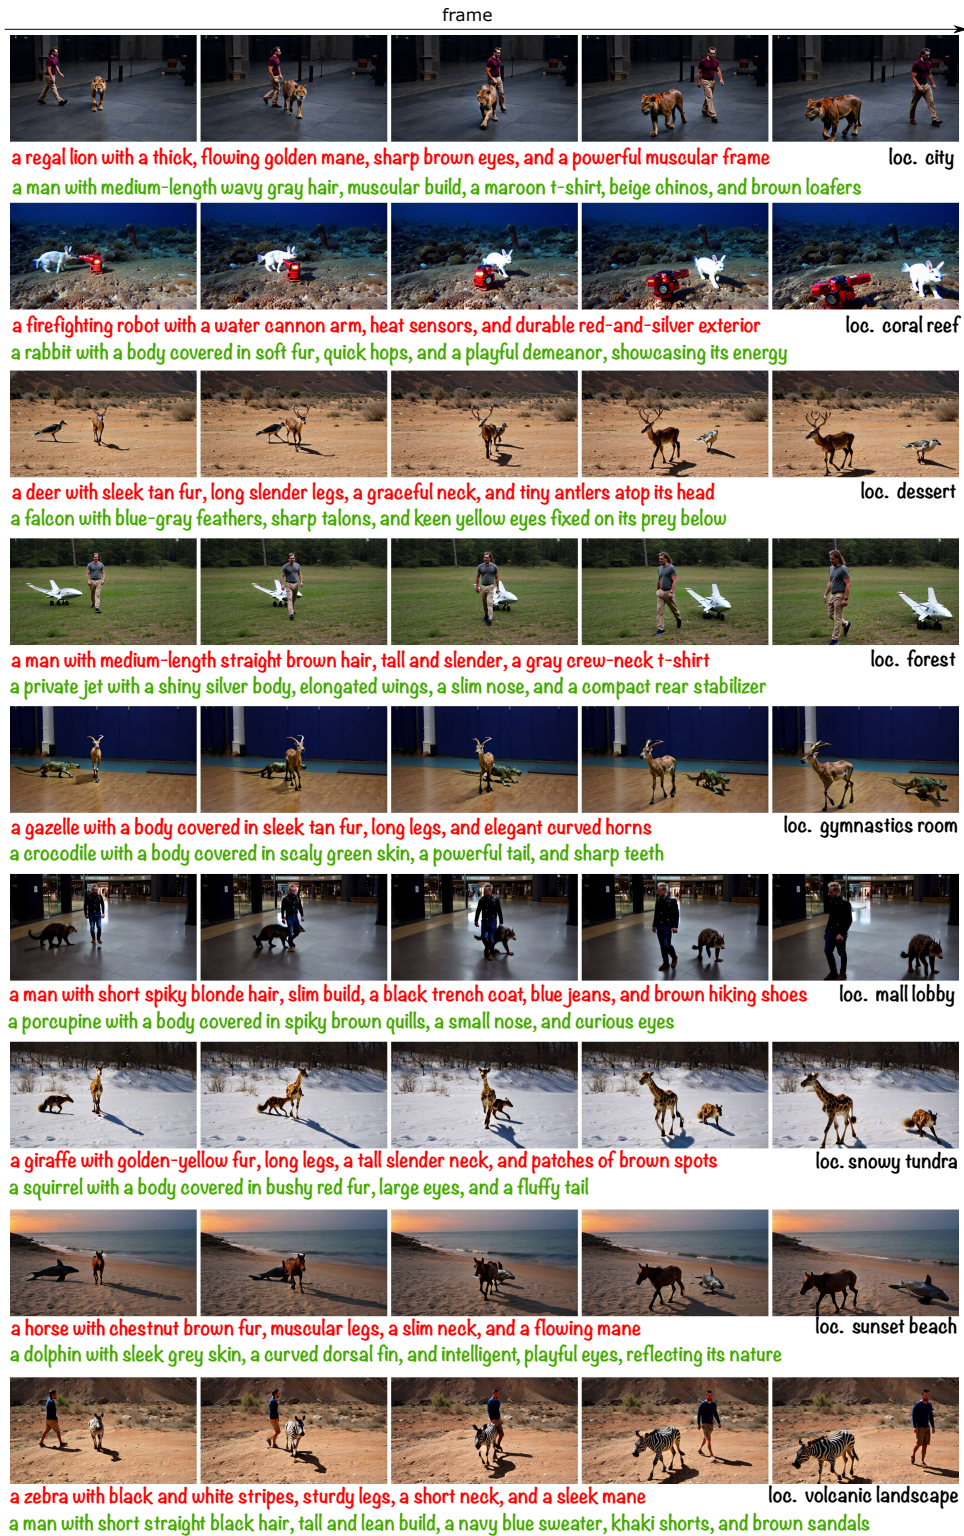 frame
a regal lion with a thick, flowing golden mane, sharp brown eyes, and a powerful muscular frame loc. city
a man with medium-length wavy gray hair, muscular build, a maroon t-shirt, beige chinos, and brown loafers
a firefighting robot with a water cannon arm, heat sensors, and durable red-and-silver exterior loc. coral reef
a rabbit with a body covered in soft fur, quick hops, and a playful demeanor, showcasing its energy
a deer with sleek tan fur, long slender legs, a graceful neck, and tiny antlers atop its head loc. dessert
a falcon with blue-gray feathers, sharp talons, and keen yellow eyes fixed on its prey below
a man with medium-length straight brown hair, tall and slender, a gray crew-neck t-shirt loc. forest
a private jet with a shiny silver body, elongated wings, a slim nose, and a compact rear stabilizer
a gazelle with a body covered in sleek tan fur, long legs, and elegant curved horns loc. gymnastics room
a crocodile with a body covered in scaly green skin, a powerful tail, and sharp teeth
a man with short spiky blonde hair, slim build, a black trench coat, blue jeans, and brown hiking shoes loc. mall lobby
a porcupine with a body covered in spiky brown quills, a small nose, and curious eyes
a giraffe with golden-yellow fur, long legs, a tall slender neck, and patches of brown spots loc. snowy tundra
a squirrel with a body covered in bushy red fur, large eyes, and a fluffy tail
a horse with chestnut brown fur, muscular legs, a slim neck, and a flowing mane loc. sunset beach
a dolphin with sleek grey skin, a curved dorsal fin, and intelligent, playful eyes, reflecting its nature
a zebra with black and white stripes, sturdy legs, a short neck, and a sleek mane loc. volcanic landscape
a man with short straight black hair, tall and lean build, a navy blue sweater, khaki shorts, and brown sandals